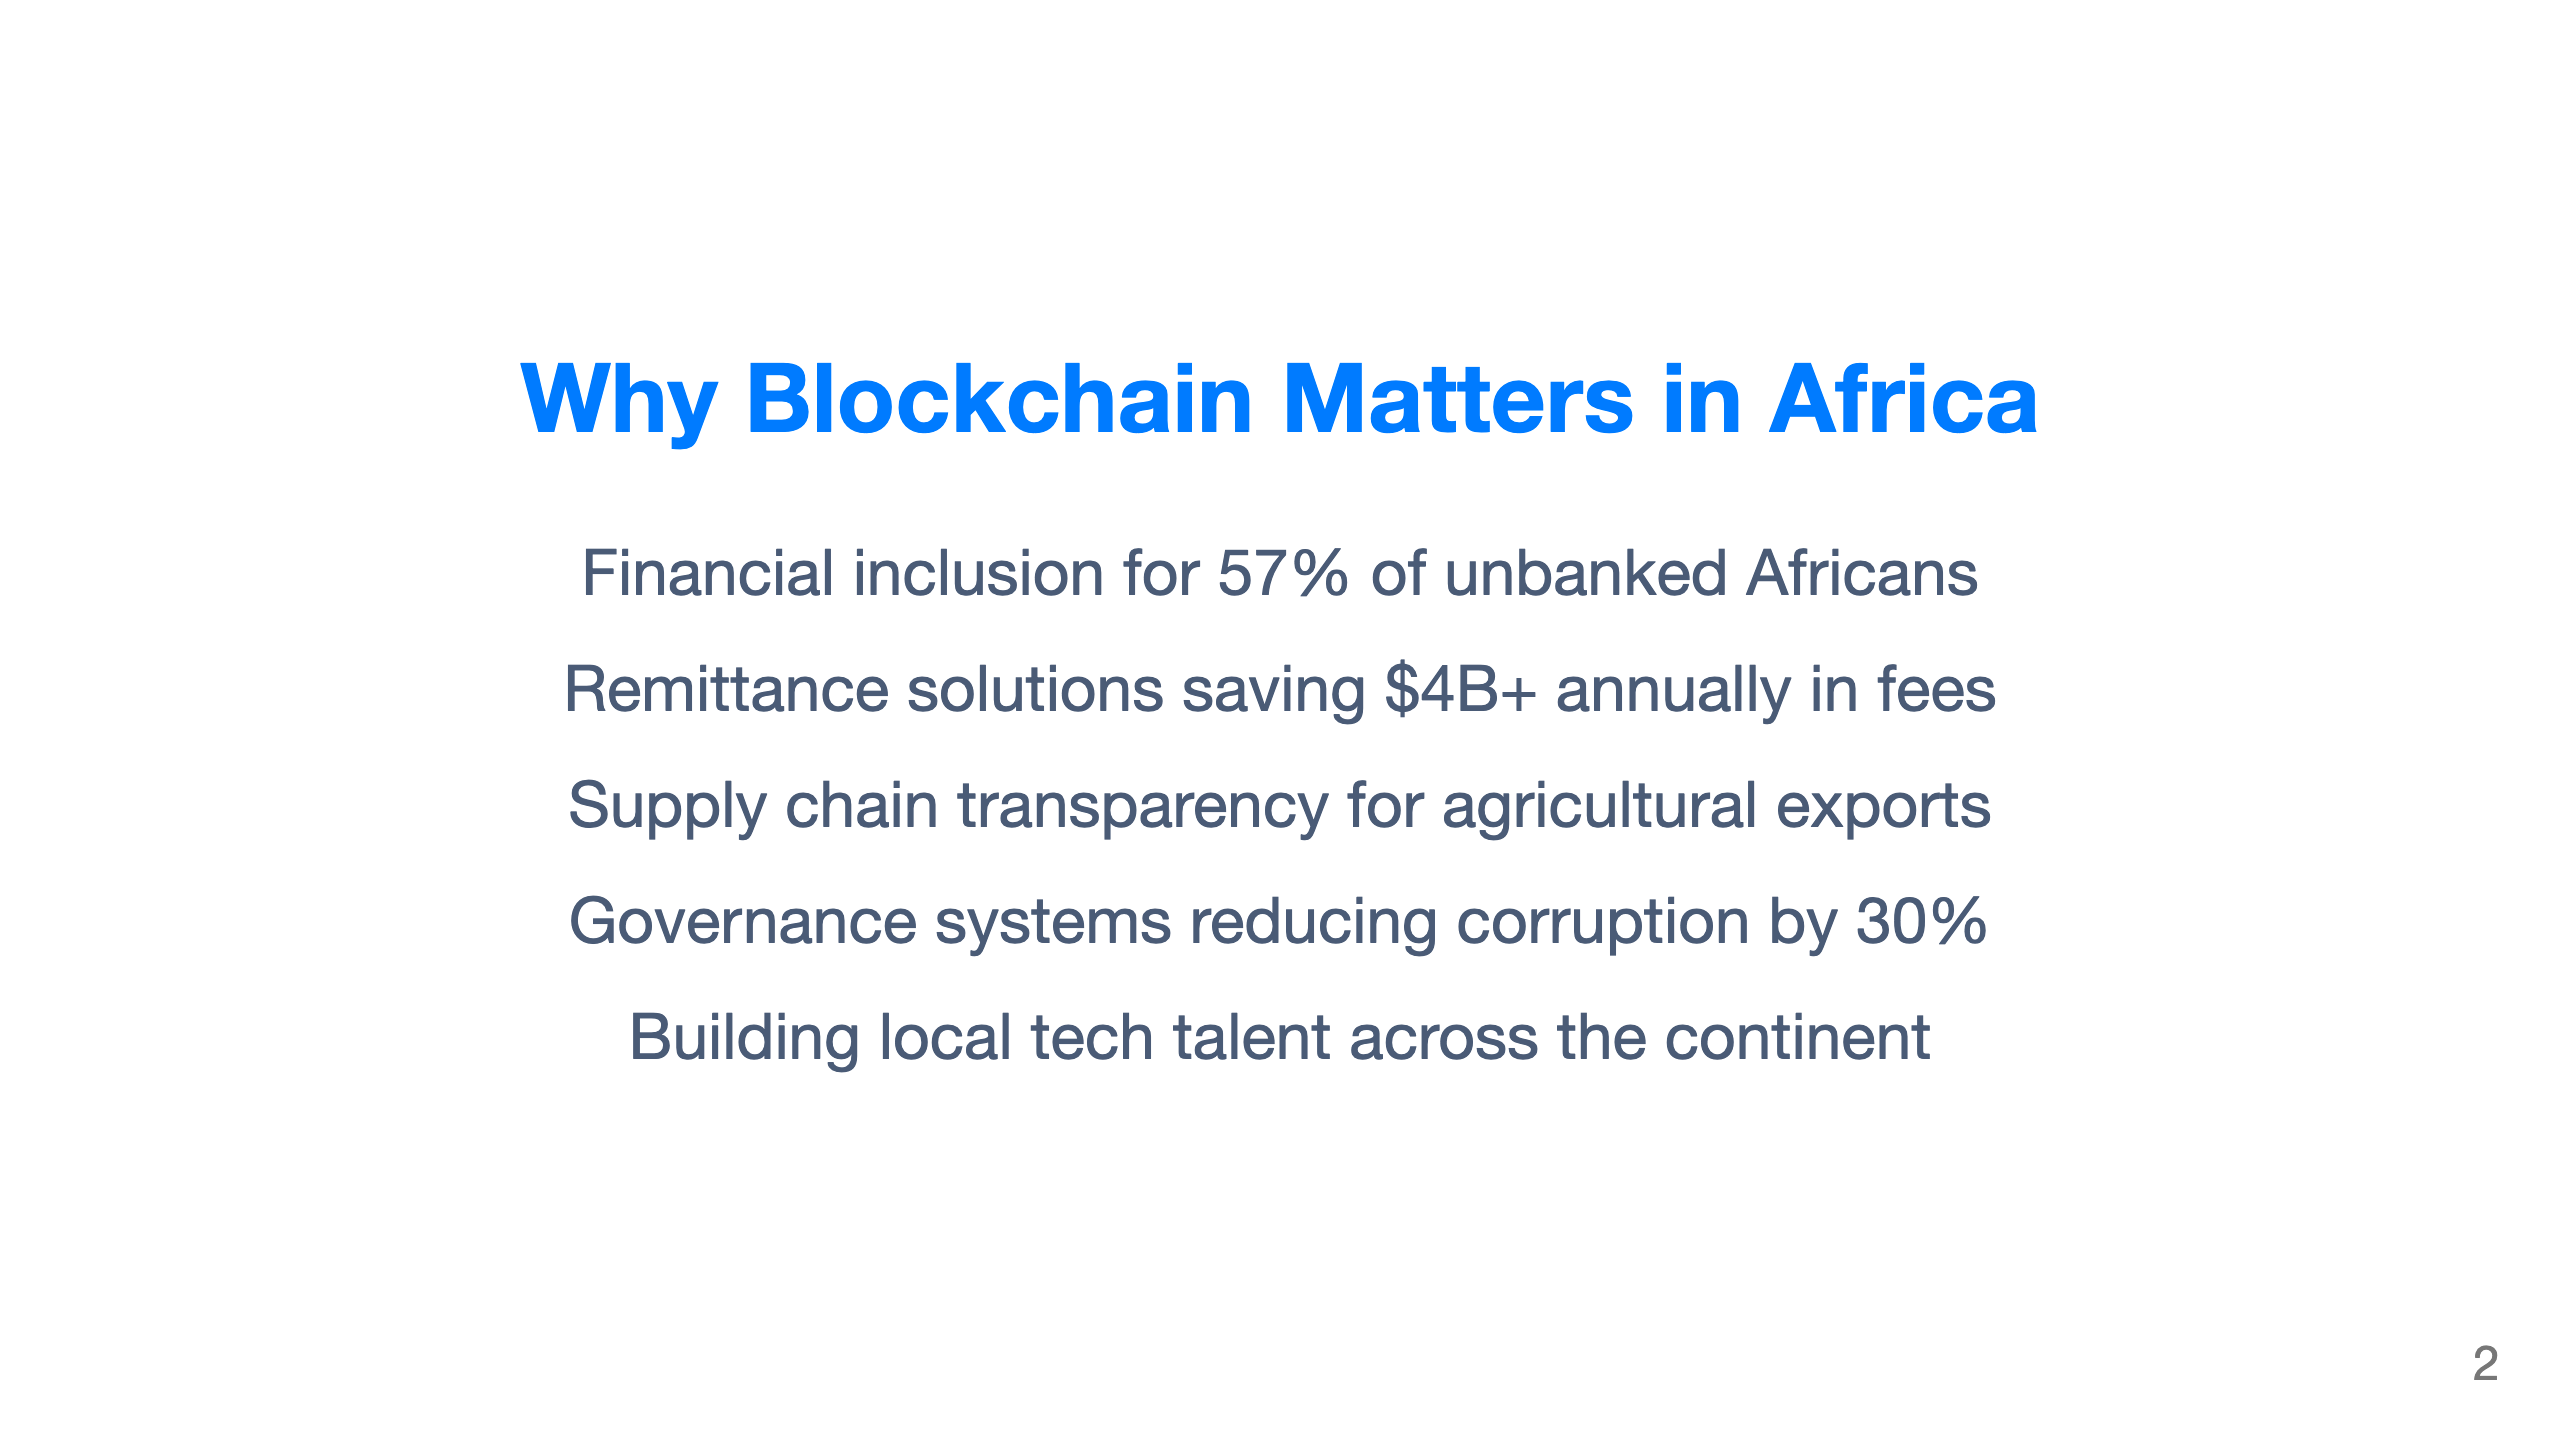 Why Blockchain Matters in Africa
Financial inclusion for 57% of unbanked Africans
Remittance solutions saving $4B+ annually in fees
Supply chain transparency for agricultural exports
Governance systems reducing corruption by 30%
Building local tech talent across the continent
2